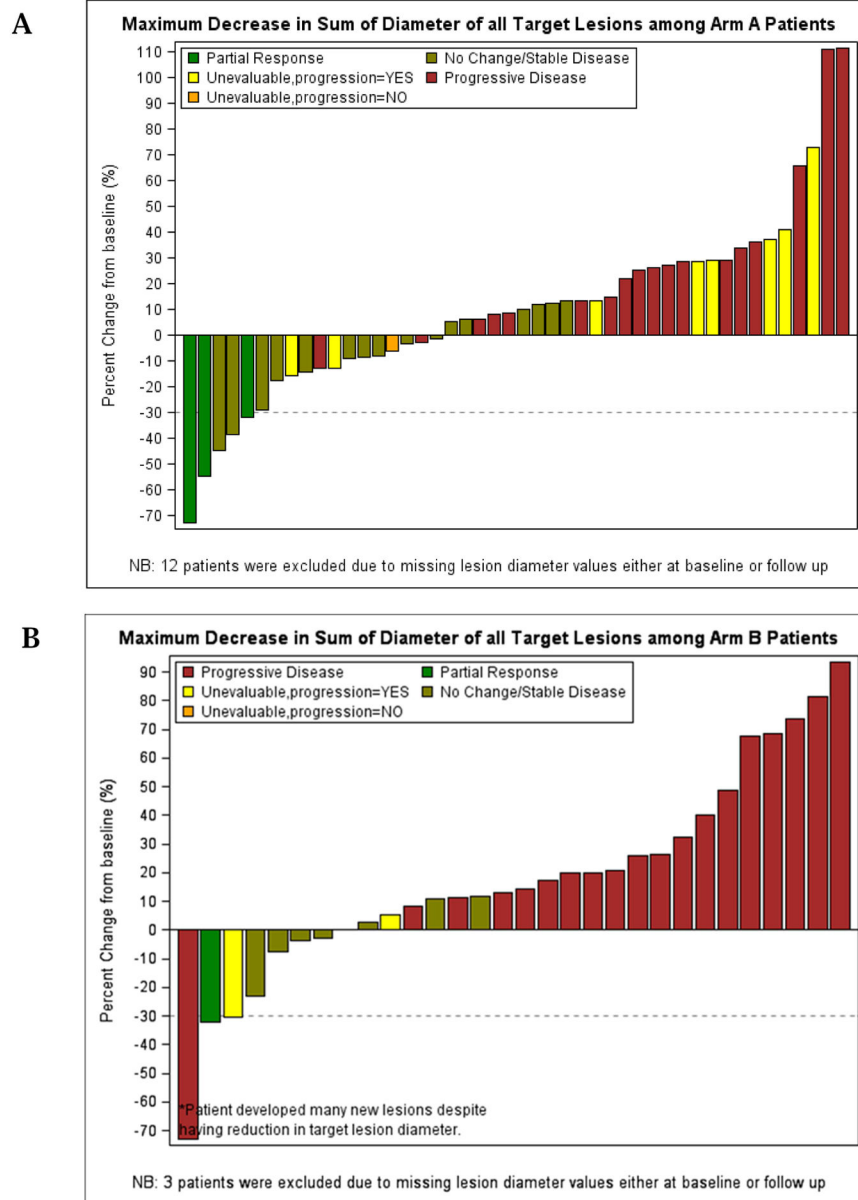 A
Maximum Decrease in Sum of Diameter of all Target Lesions among Arm A Patients
Partial Response
No Change/Stable Disease
Unevaluable,progression=YES
Progressive Disease
Unevaluable,progression=NO
Percent Change from baseline (%)
110
100
90
80
70
60
50
40
30
20
10
0
-10
-20
-30
-40
-50
-60
-70
NB: 12 patients were excluded due to missing lesion diameter values either at baseline or follow up
B
Maximum Decrease in Sum of Diameter of all Target Lesions among Arm B Patients
Progressive Disease
Partial Response
Unevaluable,progression=YES
No Change/Stable Disease
Unevaluable,progression=NO
Percent Change from baseline (%)
90
80
70
60
50
40
30
20
10
0
-10
-20
-30
-40
-50
-60
-70
*Patient developed many new lesions despite
having reduction in target lesion diameter.
NB: 3 patients were excluded due to missing lesion diameter values either at baseline or follow up